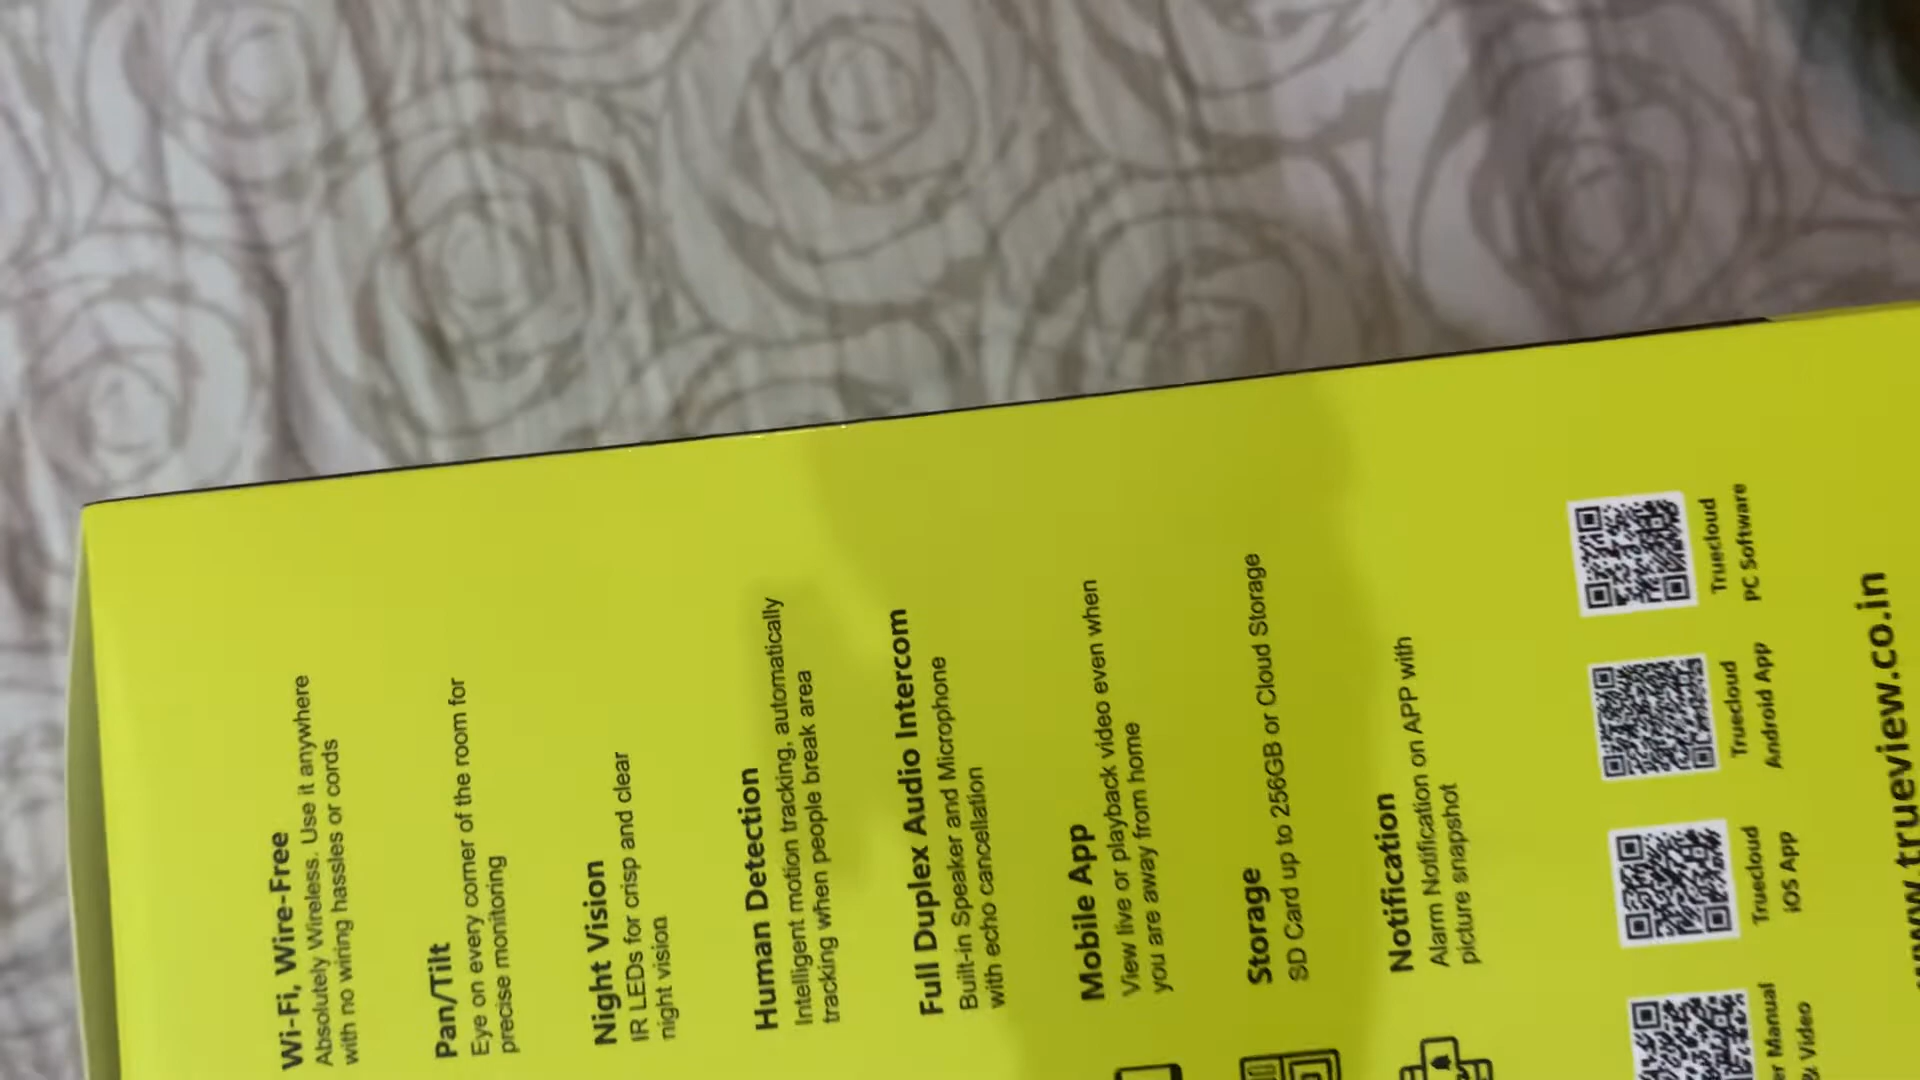 Wi-Fi, Wire-Free
Absolutely Wireless. Use it anywhere
with no wiring hassles or cords
Pan/Tilt
Eye on every corner of the room for
precise monitoring
Night Vision
IR LEDs for crisp and clear
night vision
Human Detection
Intelligent motion tracking, automatically
tracking when people break area
Full Duplex Audio Intercom
Built-in Speaker and Microphone
with echo cancellation
Mobile App
View live or playback video even when
you are away from home
Storage
SD Card up to 256GB or Cloud Storage
Notification
Alarm Notification on APP with
picture snapshot
Manual
& Video
Truecloud
iOS App
Truecloud
Android App
Truecloud
PC Software
www.trueview.co.in